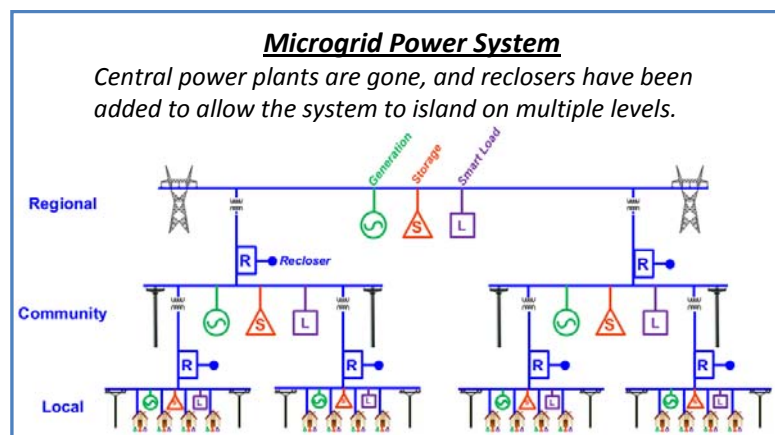 Microgrid Power System
Central power plants are gone, and reclosers have been
added to allow the system to island on multiple levels.
Generation
Storage
Smart Load
Regional
S
L
R
Recloser
R
Community
S
L
S
L
R
R
R
R
Local
S
L
S
L
S
L
S
L